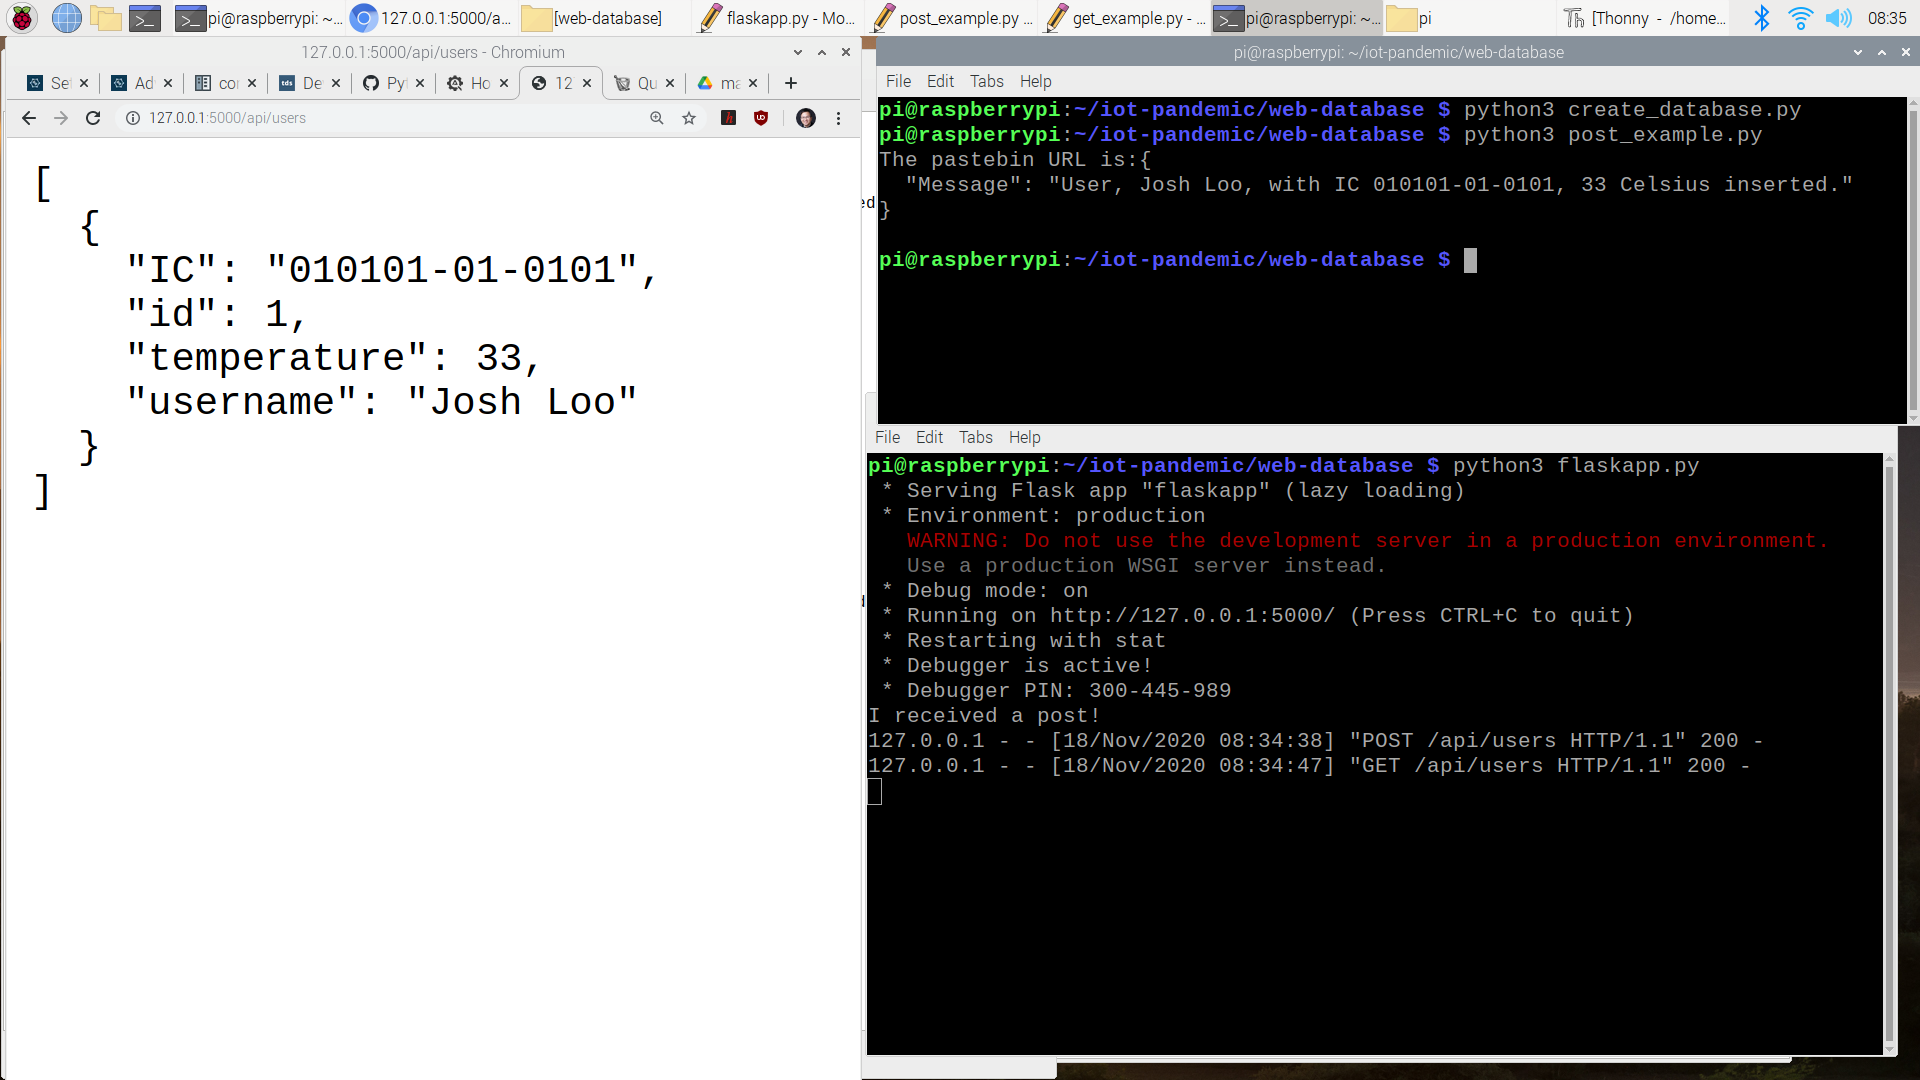 pi@raspberrypi: ~...
127.0.0.1:5000/a...
[web-database]
flaskapp.py - Mo...
post_example.py ...
get_example.py - ...
pi@raspberrypi: ~...
pi
[Thonny - /home...
08:35
127.0.0.1:5000/api/users - Chromium
Se
Ad
co
tds
De
Pyt
Ho
12
Qu
ma
127.0.0.1:5000/api/users
[
{
"IC": "010101-01-0101",
"id": 1,
"temperature": 33,
"username": "Josh Loo"
}
]
ed
pi@raspberrypi: ~/iot-pandemic/web-database
File Edit Tabs Help
pi@raspberrypi:~/iot-pandemic/web-database $ python3 create_database.py
pi@raspberrypi:~/iot-pandemic/web-database $ python3 post_example.py
The pastebin URL is:{
"Message": "User, Josh Loo, with IC 010101-01-0101, 33 Celsius inserted."
}
pi@raspberrypi:~/iot-pandemic/web-database $
File Edit Tabs Help
pi@raspberrypi:~/iot-pandemic/web-database $ python3 flaskapp.py
* Serving Flask app "flaskapp" (lazy loading)
* Environment: production
WARNING: Do not use the development server in a production environment.
Use a production WSGI server instead.
* Debug mode: on
* Running on http://127.0.0.1:5000/ (Press CTRL+C to quit)
* Restarting with stat
* Debugger is active!
* Debugger PIN: 300-445-989
I received a post!
127.0.0.1 - - [18/Nov/2020 08:34:38] "POST /api/users HTTP/1.1" 200 -
127.0.0.1 - - [18/Nov/2020 08:34:47] "GET /api/users HTTP/1.1" 200 -